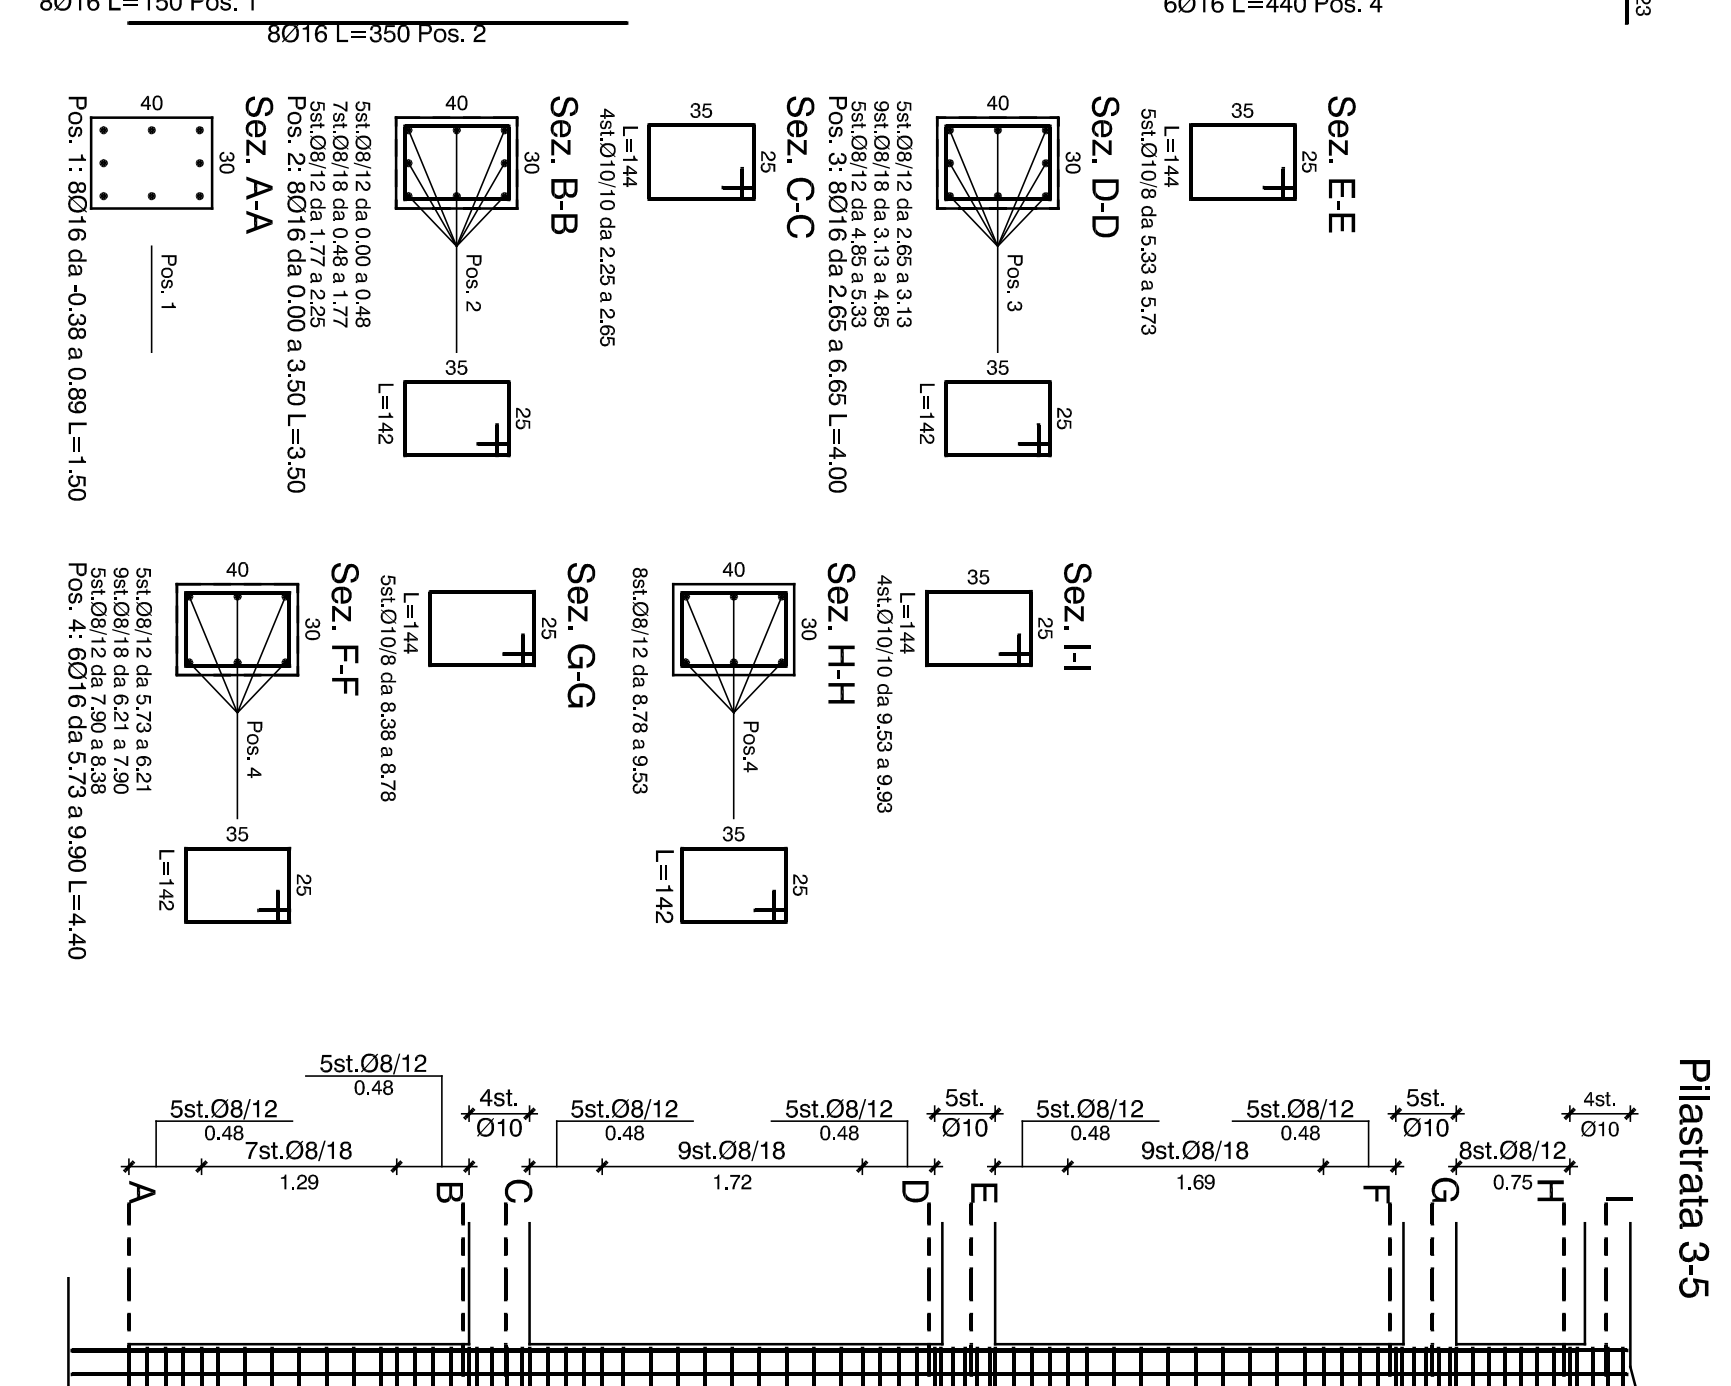 8Ø16 L=150 Pos. 1
8Ø16 L=350 Pos. 2
6Ø16 L=440 Pos. 4
23
Sez. A-A
40
30
Pos. 1
Pos. 1: 8Ø16 da -0.38 a 0.89 L=1.50
Sez. B-B
40
30
Pos. 2
35
25
L=142
5st.Ø8/12 da 0.00 a 0.48
7st.Ø8/18 da 0.48 a 1.77
5st.Ø8/12 da 1.77 a 2.25
Pos. 2: 8Ø16 da 0.00 a 3.50 L=3.50
Sez. C-C
35
25
L=144
4st.Ø10/10 da 2.25 a 2.65
Sez. D-D
40
30
Pos. 3
35
25
L=142
5st.Ø8/12 da 2.65 a 3.13
9st.Ø8/18 da 3.13 a 4.85
5st.Ø8/12 da 4.85 a 5.33
Pos. 3: 8Ø16 da 2.65 a 6.65 L=4.00
Sez. E-E
35
25
L=144
5st.Ø10/8 da 5.33 a 5.73
Sez. F-F
40
30
Pos. 4
35
25
L=142
5st.Ø8/12 da 5.73 a 6.21
9st.Ø8/18 da 6.21 a 7.90
5st.Ø8/12 da 7.90 a 8.38
Pos. 4: 6Ø16 da 5.73 a 9.90 L=4.40
Sez. G-G
35
25
L=144
5st.Ø10/8 da 8.38 a 8.78
Sez. H-H
40
30
Pos.4
35
25
L=142
8st.Ø8/12 da 8.78 a 9.53
Sez. I-I
35
25
L=144
4st.Ø10/10 da 9.53 a 9.93
Pilastrata 3-5
5st.Ø8/12
0.48
5st.Ø8/12
0.48
7st.Ø8/18
1.29
4st.
Ø10
5st.Ø8/12
0.48
5st.Ø8/12
0.48
9st.Ø8/18
1.72
5st.
Ø10
5st.Ø8/12
0.48
5st.Ø8/12
0.48
9st.Ø8/18
1.69
5st.
Ø10
8st.Ø8/12
0.75
4st.
Ø10
A
B
C
D
E
F
G
H
I